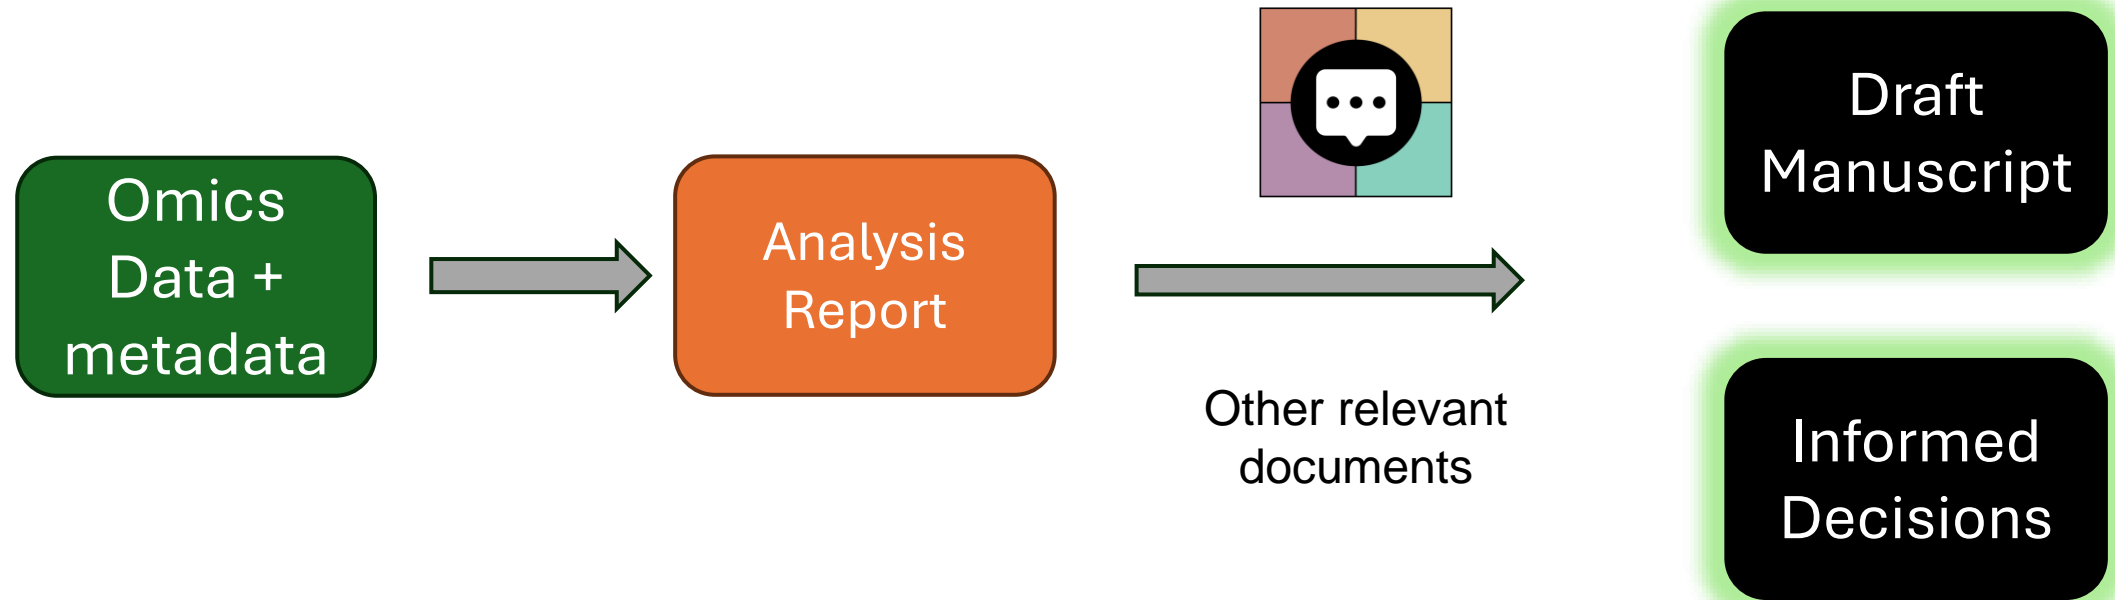 Omics
Data +
metadata
Analysis
Report
Other relevant
documents
Draft
Manuscript
Informed
Decisions